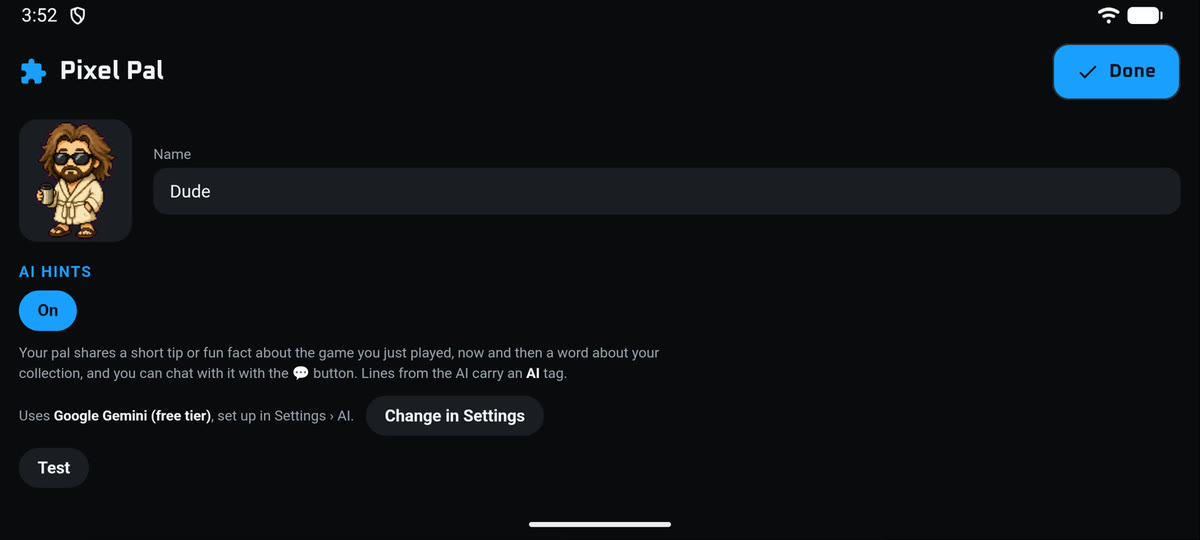 3:52
Pixel Pal
Done
Name
Dude
AI HINTS
On
Your pal shares a short tip or fun fact about the game you just played, now and then a word about your
collection, and you can chat with it with the 💬 button. Lines from the AI carry an AI tag.
Uses Google Gemini (free tier), set up in Settings › AI.
Change in Settings
Test